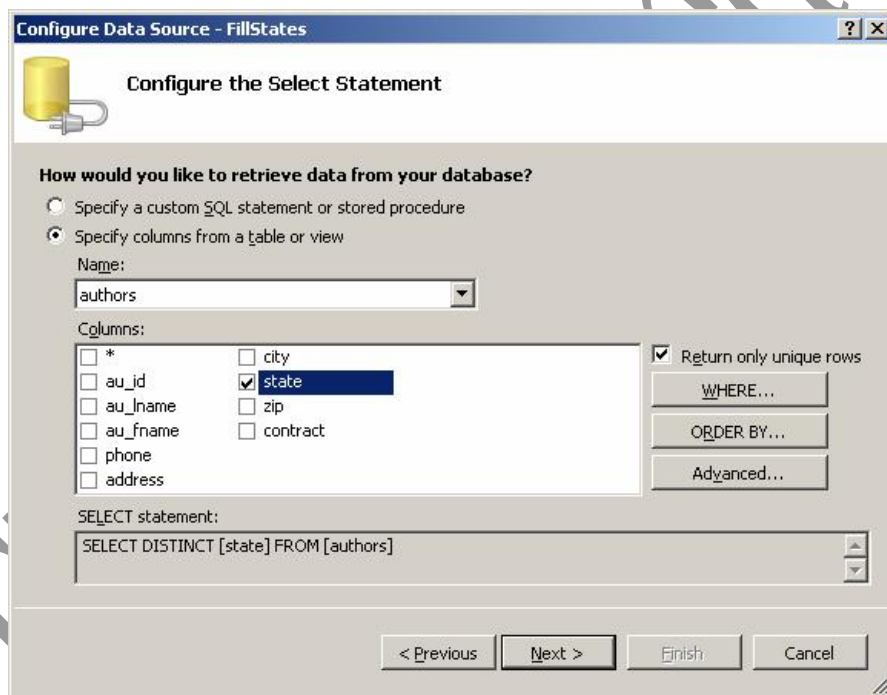 Configure Data Source - FillStates
Configure the Select Statement
How would you like to retrieve data from your database?
Specify a custom SQL statement or stored procedure
Specify columns from a table or view
Name:
authors
Columns:
*
au_id
au_lname
au_fname
phone
address
city
state
zip
contract
Return only unique rows
WHERE...
ORDER BY...
Advanced...
SELECT statement:
SELECT DISTINCT [state] FROM [authors]
< Previous
Next >
Finish
Cancel